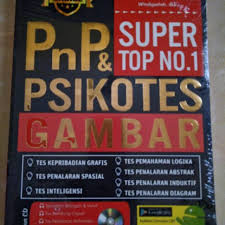 PnP &
SUPER
TOP NO.1
PSIKOTES
GAMBAR
TES KEPRIBADIAN GRAFIS
TES PENALARAN SPASIAL
TES INTELIGENSI
TES PEMAHAMAN LOGIKA
TES PENALARAN ABSTRAK
TES PENALARAN INDUKTIF
TES PENALARAN DIAGRAM